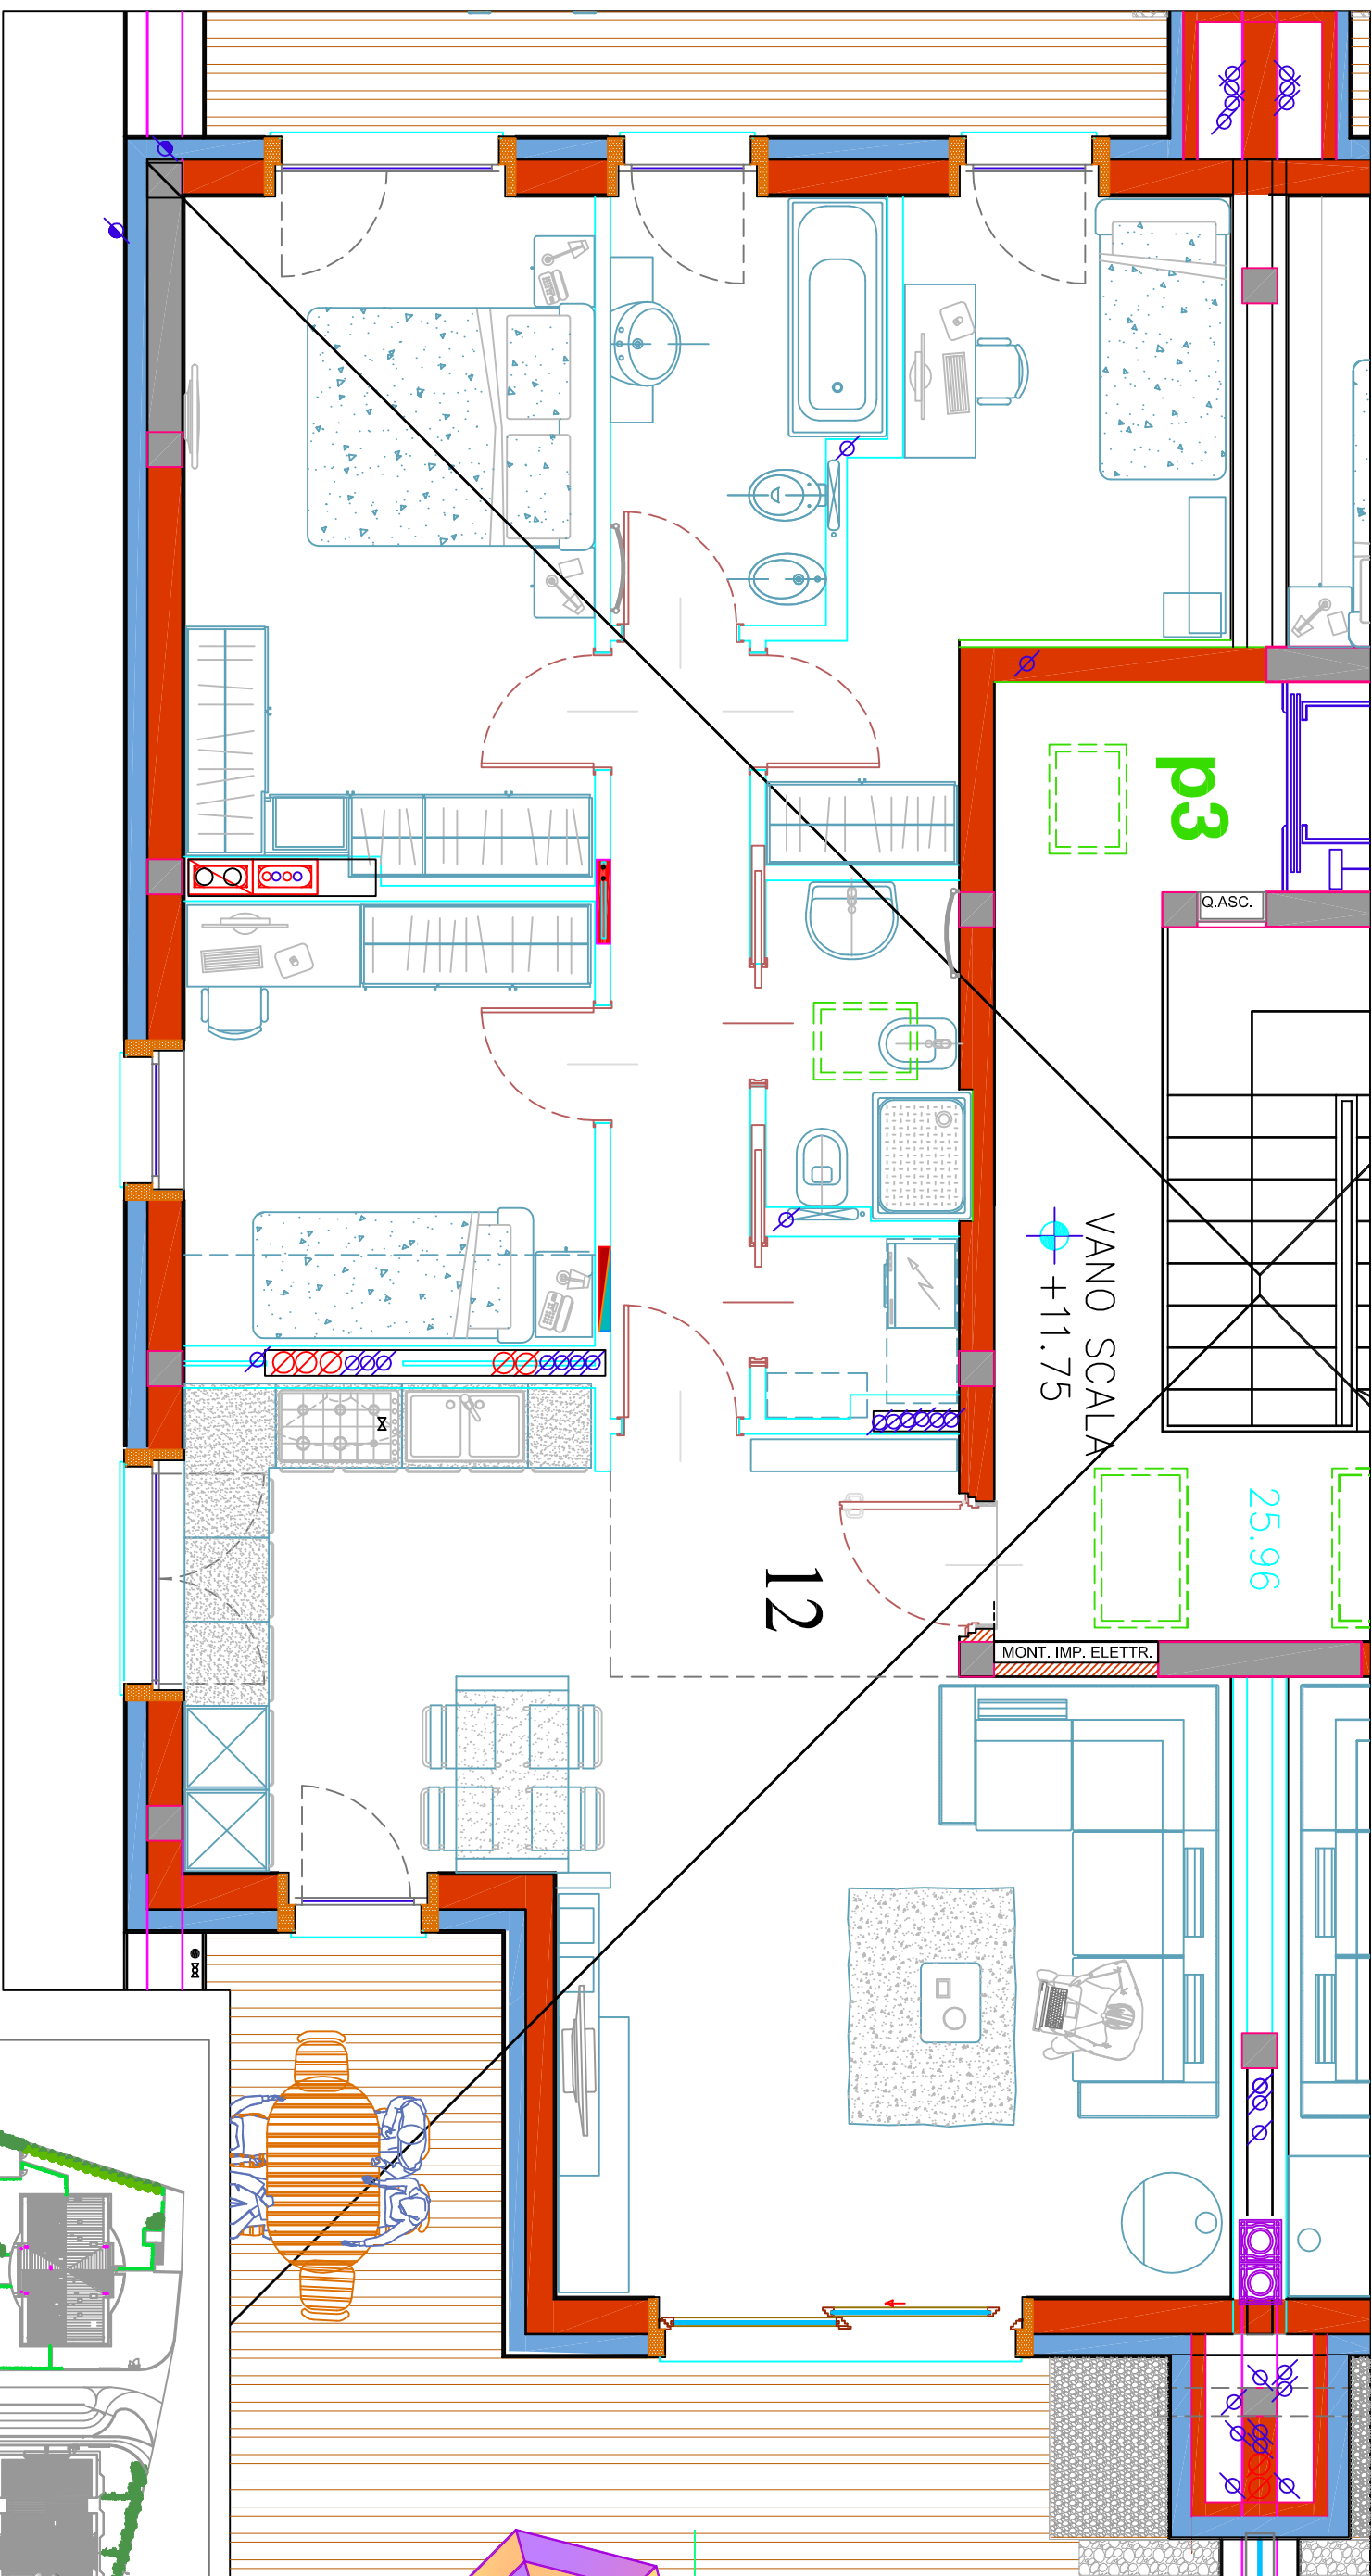 p3
Q.ASC.
VANO SCALA
+11.75
25.96
12
MONT. IMP. ELETTR.